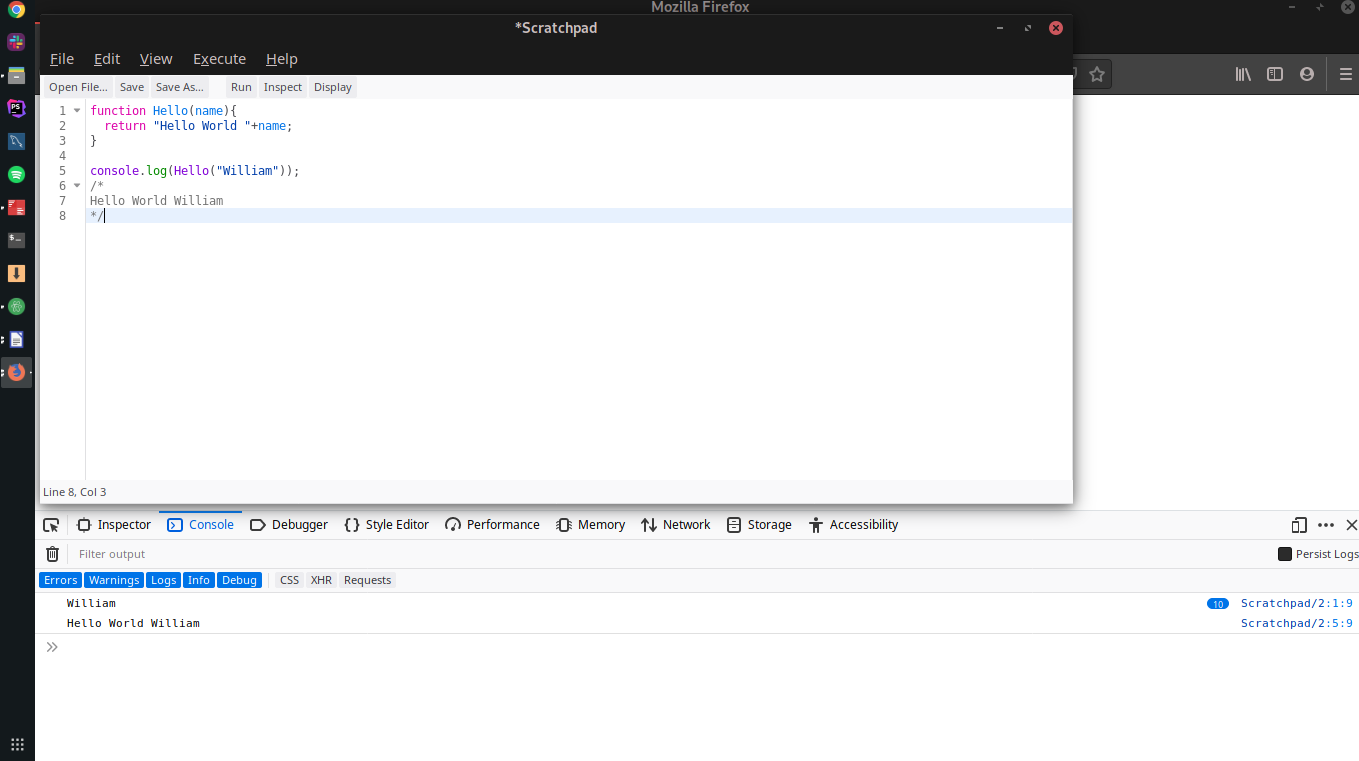 Mozilla Firefox
*Scratchpad
File Edit View Execute Help
Open File... Save Save As... Run Inspect Display
1 function Hello(name){
2 return "Hello World "+name;
3 }
4
5 console.log(Hello("William"));
6 /*
7 Hello World William
8 */
Line 8, Col 3
Inspector Console Debugger {} Style Editor Performance Memory Network Storage Accessibility
Filter output Persist Logs
Errors Warnings Logs Info Debug CSS XHR Requests
William 10 Scratchpad/2:1:9
Hello World William Scratchpad/2:5:9